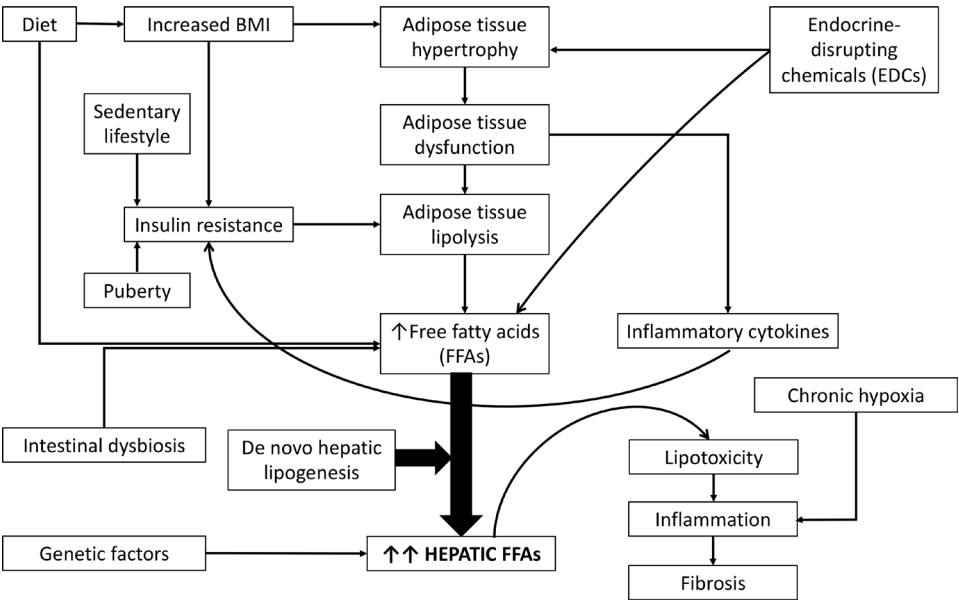 Diet
Increased BMI
Adipose tissue
hypertrophy
Endocrine-
disrupting
chemicals (EDCs)
Sedentary
lifestyle
Adipose tissue
dysfunction
Insulin resistance
Adipose tissue
lipolysis
Puberty
↑Free fatty acids
(FFAs)
Inflammatory cytokines
Chronic hypoxia
Intestinal dysbiosis
De novo hepatic
lipogenesis
Lipotoxicity
Inflammation
Genetic factors
↑↑ HEPATIC FFAs
Fibrosis